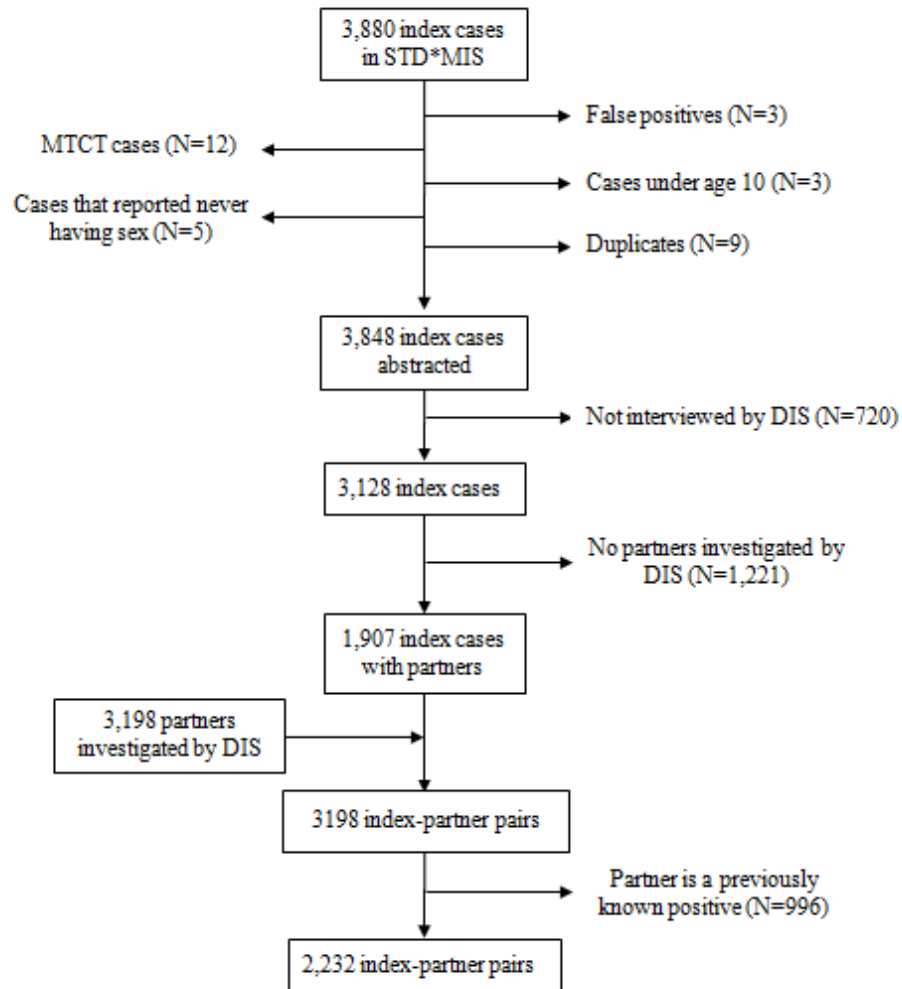 3,880 index cases
in STD*MIS
False positives (N=3)
MTCT cases (N=12)
Cases under age 10 (N=3)
Cases that reported never
having sex (N=5)
Duplicates (N=9)
3,848 index cases
abstracted
Not interviewed by DIS (N=720)
3,128 index cases
No partners investigated by
DIS (N=1,221)
1,907 index cases
with partners
3,198 partners
investigated by DIS
3198 index-partner pairs
Partner is a previously
known positive (N=996)
2,232 index-partner pairs